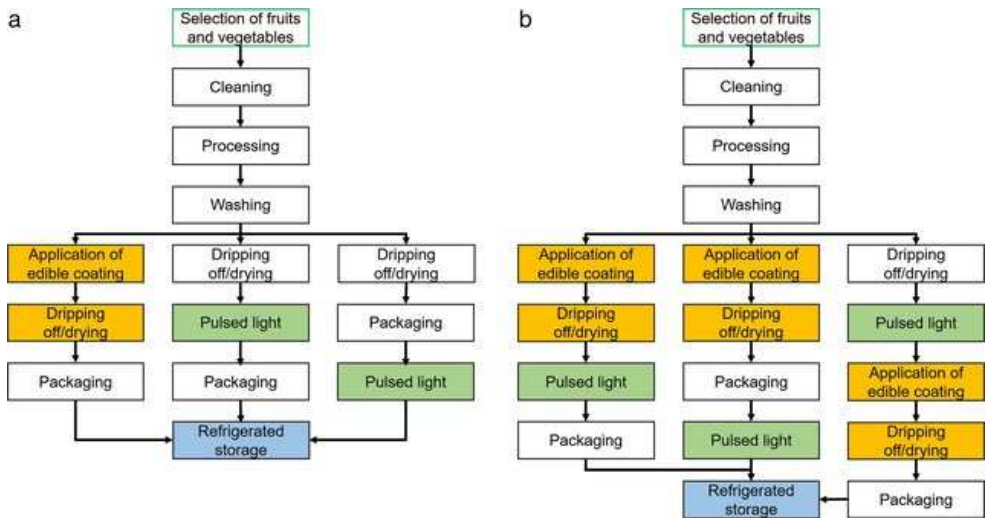 a
Selection of fruits
and vegetables
Cleaning
Processing
Washing
Application of
edible coating
Dripping
off/drying
Packaging
Dripping
off/drying
Pulsed light
Packaging
Dripping
off/drying
Packaging
Pulsed light
Refrigerated
storage
b
Selection of fruits
and vegetables
Cleaning
Processing
Washing
Application of
edible coating
Dripping
off/drying
Pulsed light
Packaging
Application of
edible coating
Dripping
off/drying
Packaging
Pulsed light
Dripping
off/drying
Pulsed light
Application of
edible coating
Dripping
off/drying
Packaging
Refrigerated
storage